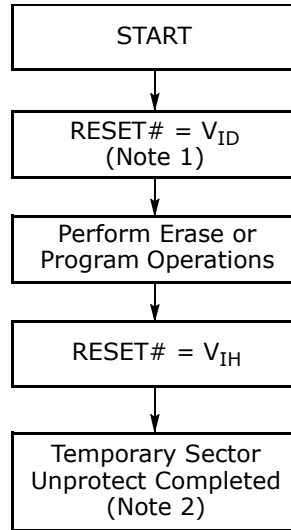 START
RESET# = VID
(Note 1)
Perform Erase or
Program Operations
RESET# = VIH
Temporary Sector
Unprotect Completed
(Note 2)